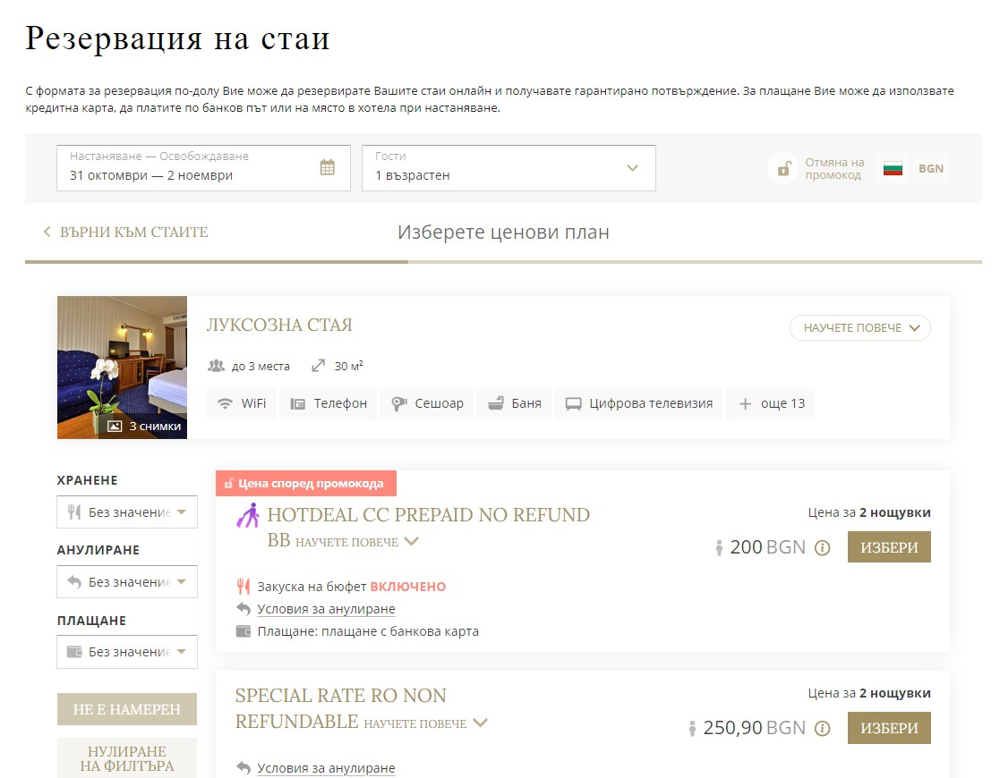 Резервация на стаи
С формата за резервация по-долу Вие може да резервирате Вашите стаи онлайн и получавате гарантирано потвърждение. За плащане Вие може да използвате
кредитна карта, да платите по банков път или на място в хотела при настаняване.
Настаняване — Освобождаване
31 октомври — 2 ноември
Гости
1 възрастен
Отмяна на
промокод
BGN
ВЪРНИ КЪМ СТАИТЕ
Изберете ценови план
ЛУКСОЗНА СТАЯ
НАУЧЕТЕ ПОВЕЧЕ
до 3 места
30 м²
WiFi
Телефон
Сешоар
Баня
Цифрова телевизия
още 13
3 снимки
ХРАНЕНЕ
Без значение
АНУЛИРАНЕ
Без значение
ПЛАЩАНЕ
Без значение
НЕ Е НАМЕРЕН
НУЛИРАНЕ
НА ФИЛТЪРА
Цена според промокода
HOTDEAL CC PREPAID NO REFUND
BB НАУЧЕТЕ ПОВЕЧЕ
Цена за 2 нощувки
200 BGN
ИЗБЕРИ
Закуска на бюфет ВКЛЮЧЕНО
Условия за анулиране
Плащане: плащане с банкова карта
SPECIAL RATE RO NON
REFUNDABLE НАУЧЕТЕ ПОВЕЧЕ
Цена за 2 нощувки
250,90 BGN
ИЗБЕРИ
Условия за анулиране